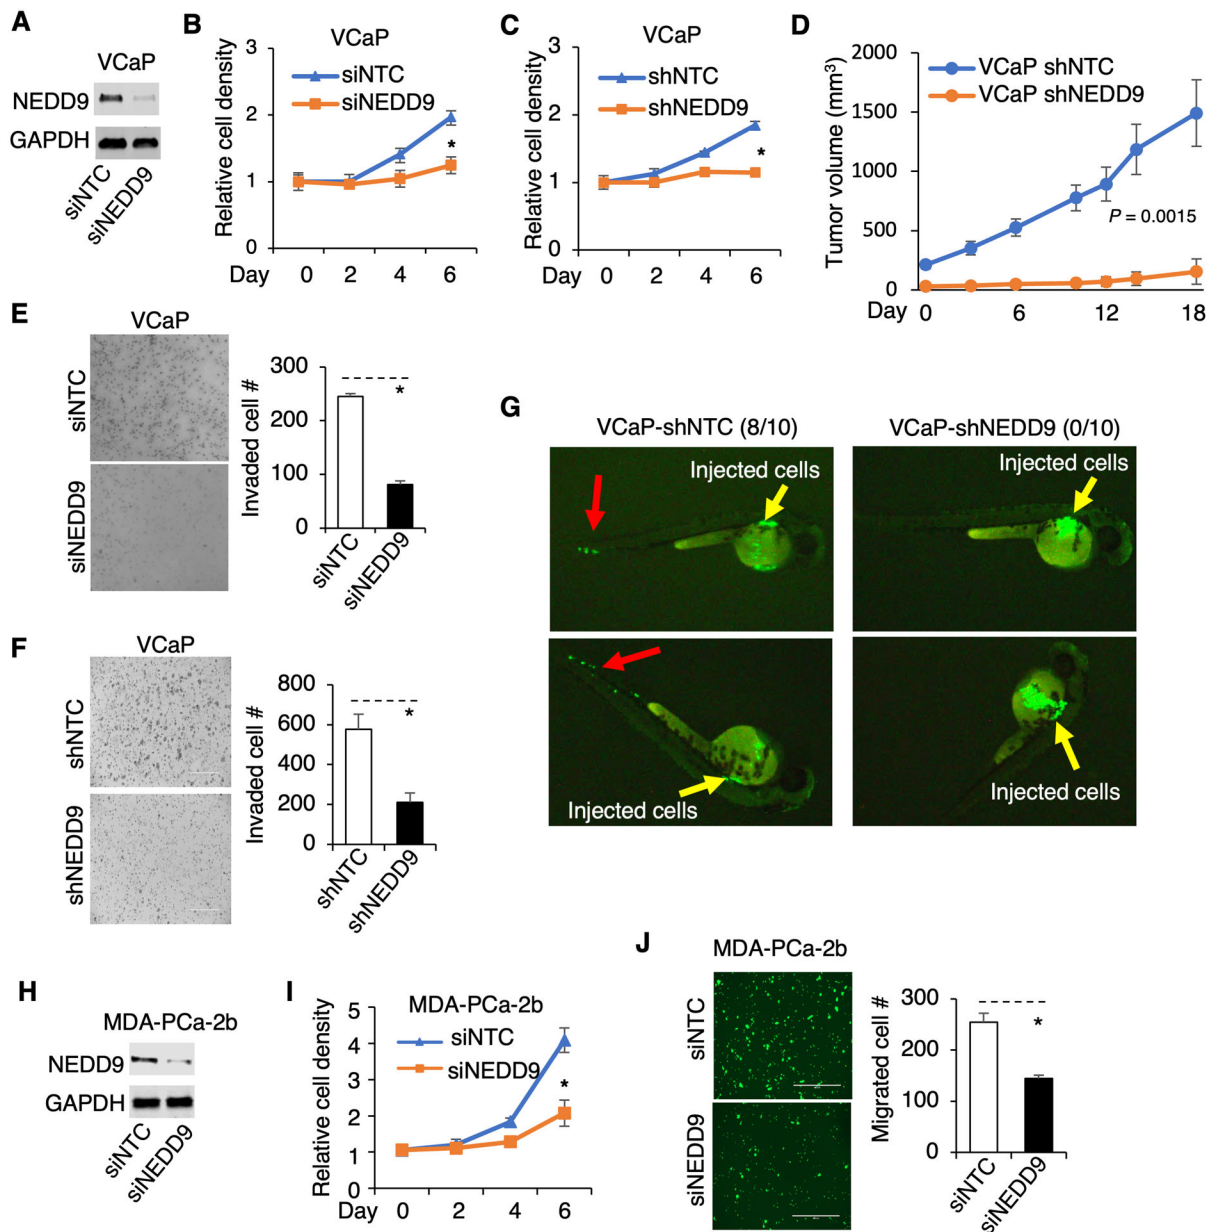 A
VCaP
NEDD9
GAPDH
siNTC
siNEDD9
B
VCaP
Relative cell density
3
2
1
0
siNTC
siNEDD9
*
Day 0 2 4 6
C
VCaP
Relative cell density
3
2
1
0
shNTC
shNEDD9
*
Day 0 2 4 6
D
Tumor volume (mm³)
2000
1500
1000
500
0
VCaP shNTC
VCaP shNEDD9
P = 0.0015
Day 0 6 12 18
E
VCaP
siNTC
siNEDD9
Invaded cell #
300
200
100
0
*
siNTC
siNEDD9
F
VCaP
shNTC
shNEDD9
Invaded cell #
800
600
400
200
0
*
shNTC
shNEDD9
G
VCaP-shNTC (8/10)
VCaP-shNEDD9 (0/10)
Injected cells
Injected cells
Injected cells
Injected cells
H
MDA-PCa-2b
NEDD9
GAPDH
siNTC
siNEDD9
I
MDA-PCa-2b
Relative cell density
5
4
3
2
1
0
siNTC
siNEDD9
*
Day 0 2 4 6
J
MDA-PCa-2b
siNTC
siNEDD9
Migrated cell #
300
200
100
0
*
siNTC
siNEDD9